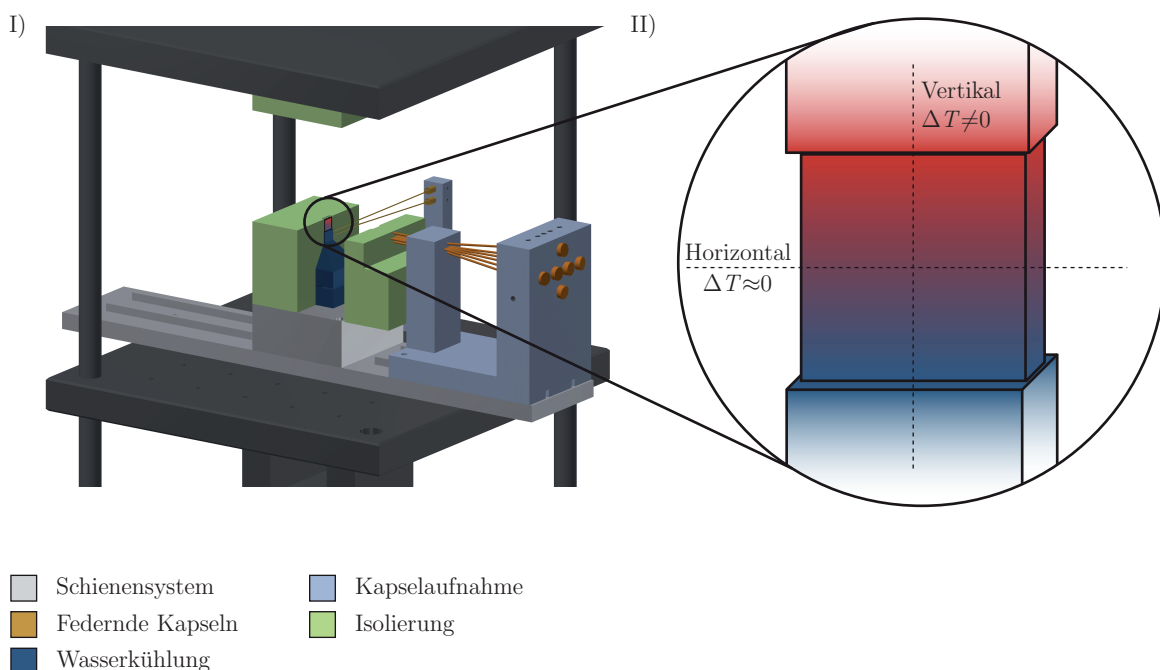 I)
II)
Vertikal
ΔT≠0
Horizontal
ΔT≈0
Schienensystem
Federnde Kapseln
Wasserkühlung
Kapselaufnahme
Isolierung